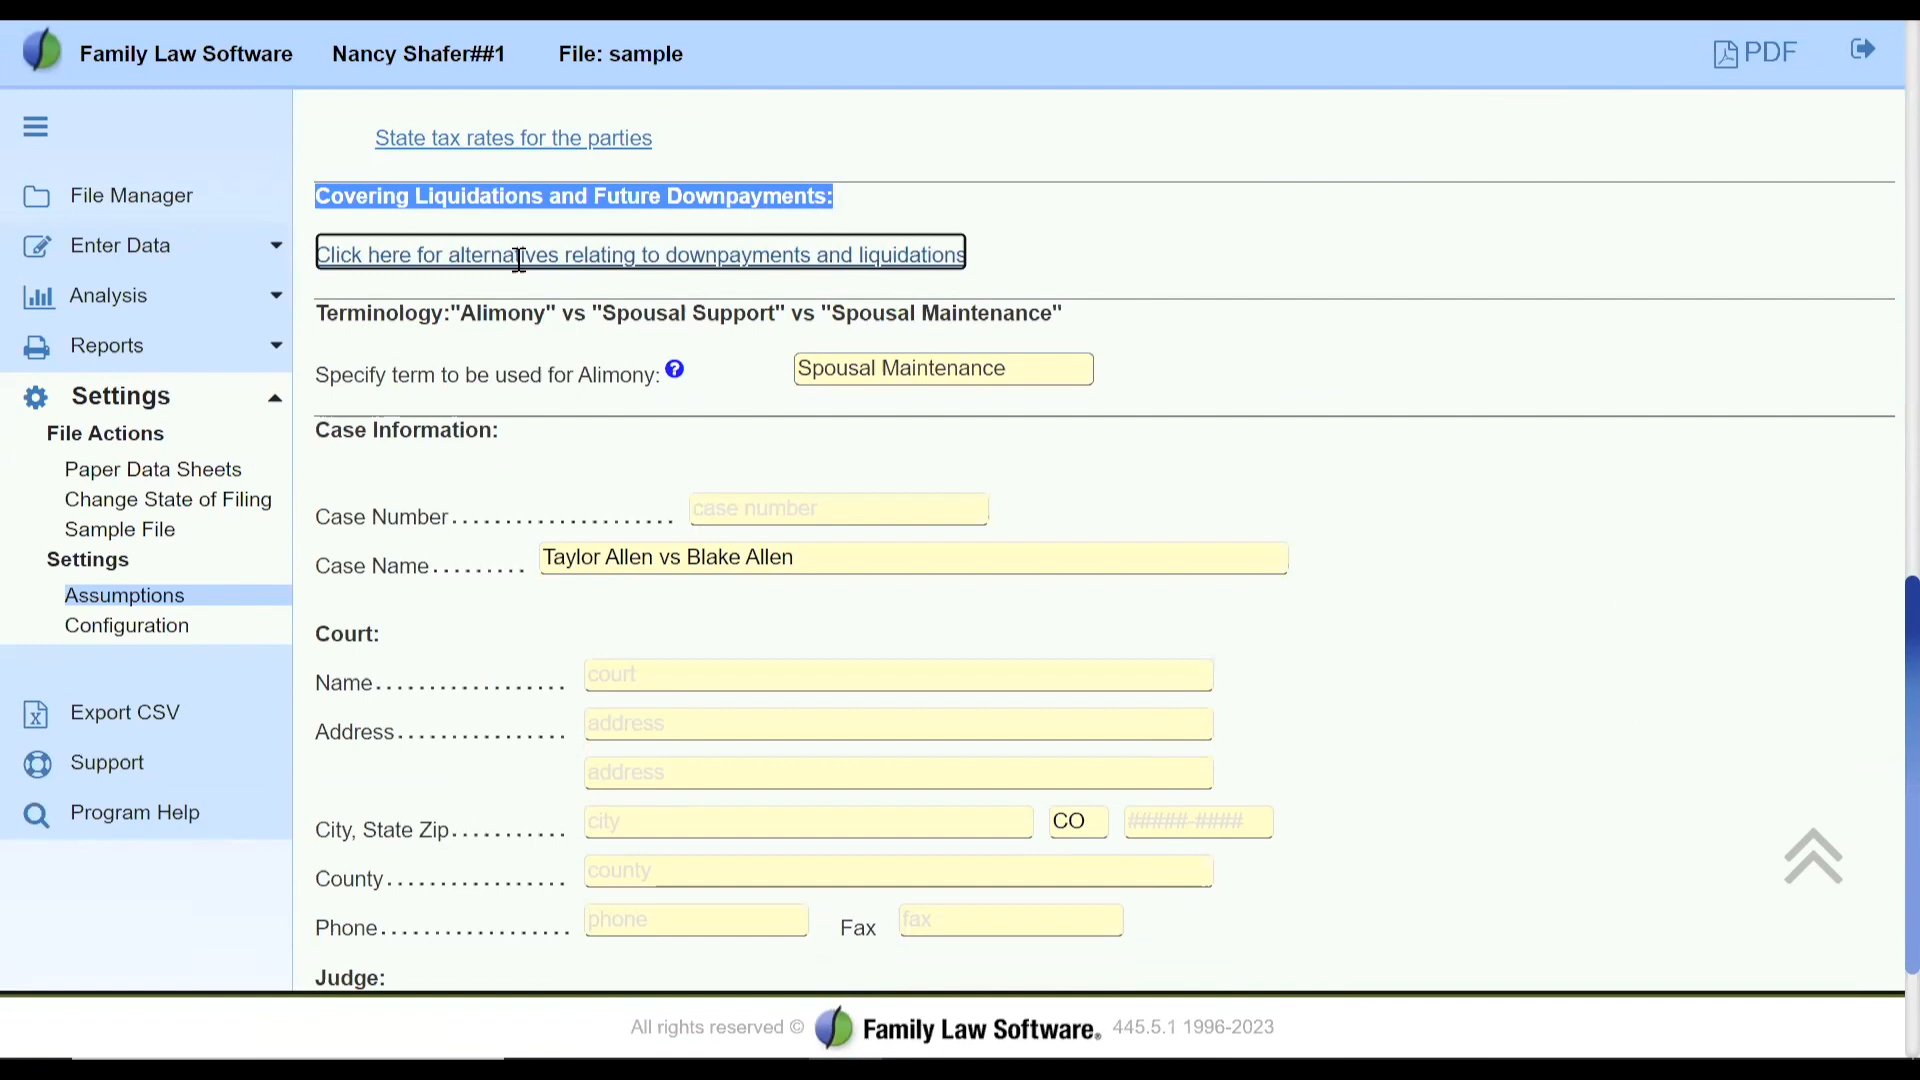 Family Law Software Nancy Shafer##1 File: sample PDF
State tax rates for the parties
File Manager
Enter Data
Analysis
Reports
Settings
File Actions
Paper Data Sheets
Change State of Filing
Sample File
Settings
Assumptions
Configuration
Export CSV
Support
Program Help
Covering Liquidations and Future Downpayments:
Click here for alternatives relating to downpayments and liquidations
Terminology:"Alimony" vs "Spousal Support" vs "Spousal Maintenance"
Specify term to be used for Alimony: ? Spousal Maintenance
Case Information:
Case Number..................... case number
Case Name......... Taylor Allen vs Blake Allen
Court:
Name.................. court
Address................ address
address
City, State Zip........... city CO #####-####
County................. county
Phone.................. phone Fax fax
Judge:
All rights reserved © Family Law Software® 445.5.1 1996-2023